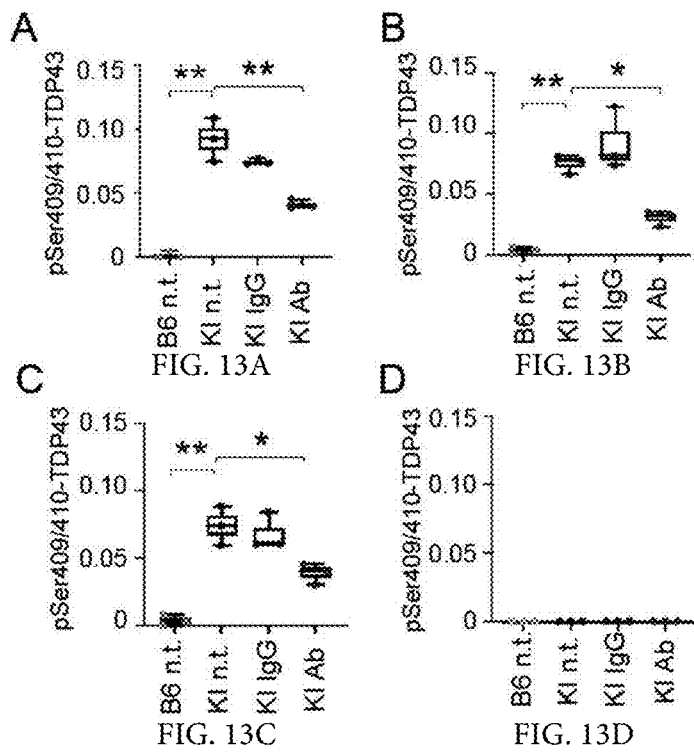 A
pSer409/410-TDP43
0.15
0.10
0.05
0
** **
B6 n.t.
KI n.t.
KI IgG
KI Ab
FIG. 13A
B
pSer409/410-TDP43
0.15
0.10
0.05
0
** *
B6 n.t.
KI n.t.
KI IgG
KI Ab
FIG. 13B
C
pSer409/410-TDP43
0.15
0.10
0.05
0
** *
B6 n.t.
KI n.t.
KI IgG
KI Ab
FIG. 13C
D
pSer409/410-TDP43
0.15
0.10
0.05
0
B6 n.t.
KI n.t.
KI IgG
KI Ab
FIG. 13D